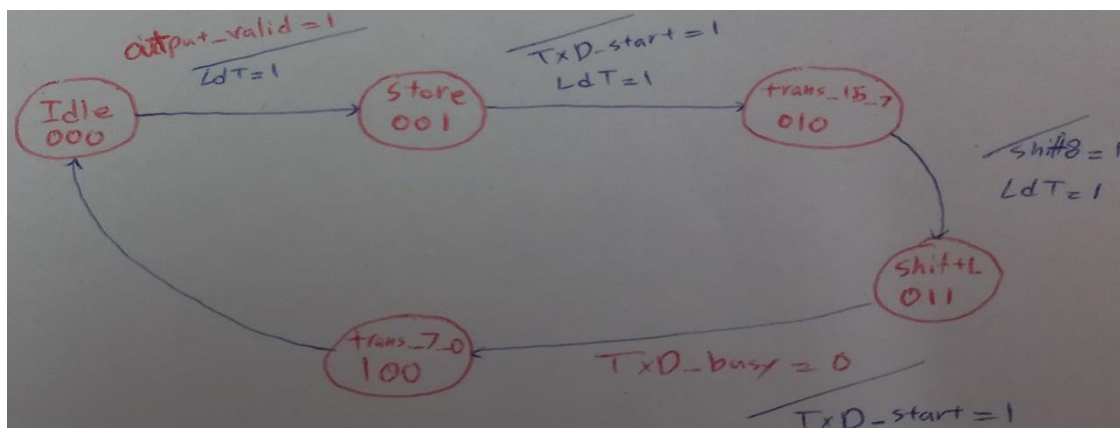 output_valid=1
LdT=1
TxD_start=1
LdT=1
Idle
000
Store
001
trans_15_7
010
shift8=1
LdT=1
shiftL
011
trans_7_0
100
TxD_busy=0
TxD_start=1